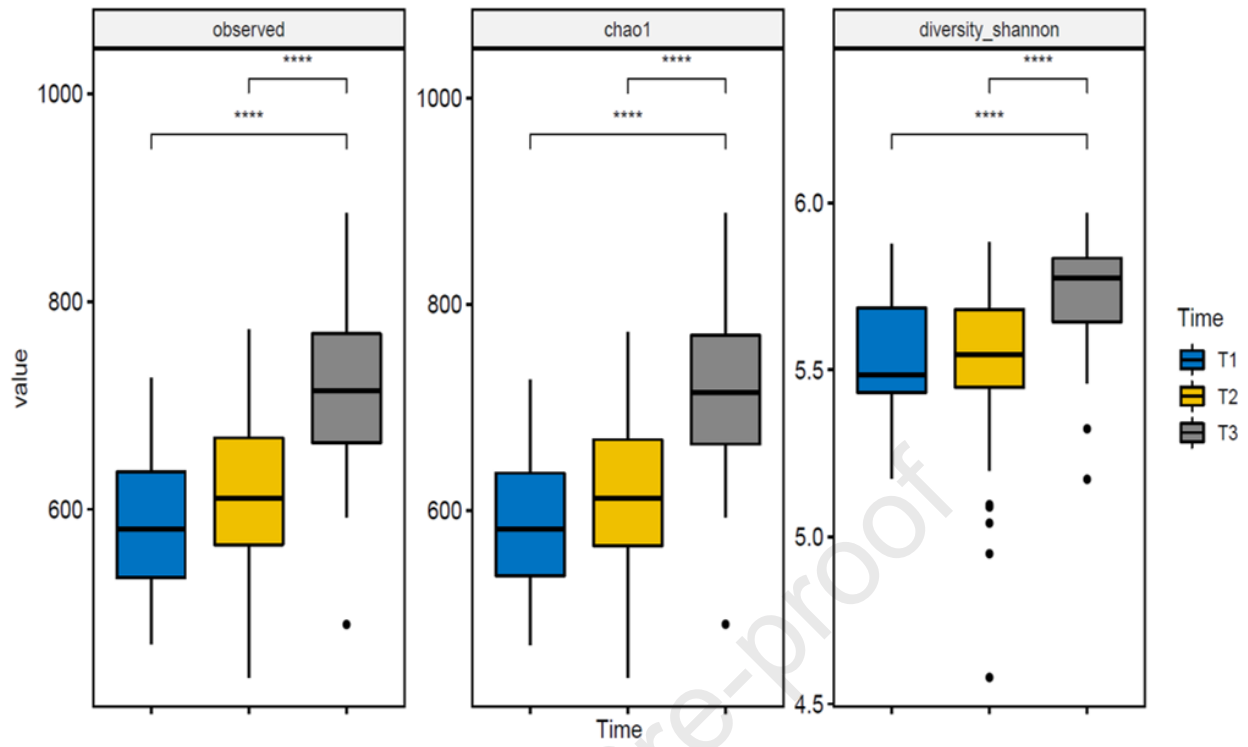 observed
chao1
diversity_shannon
****
****
****
****
****
****
1000
800
600
1000
800
600
6.0
5.5
5.0
4.5
value
Time
Time
T1
T2
T3
re-proof